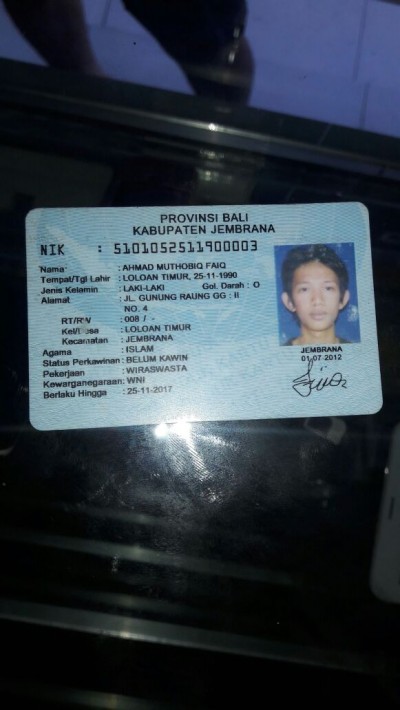 PROVINSI BALI
KABUPATEN JEMBRANA
NIK : 5101052511900003
Nama : AHMAD MUTHOBIQ FAIQ
Tempat/Tgl Lahir : LOLOAN TIMUR, 25-11-1990
Jenis Kelamin : LAKI-LAKI Gol. Darah : O
Alamat : JL. GUNUNG RAUNG GG : II
NO. 4
RT/RW : 008 / -
Kel/Desa : LOLOAN TIMUR
Kecamatan : JEMBRANA
Agama : ISLAM
Status Perkawinan : BELUM KAWIN
Pekerjaan : WIRASWASTA
Kewarganegaraan : WNI
Berlaku Hingga : 25-11-2017
JEMBRANA
01-07-2012